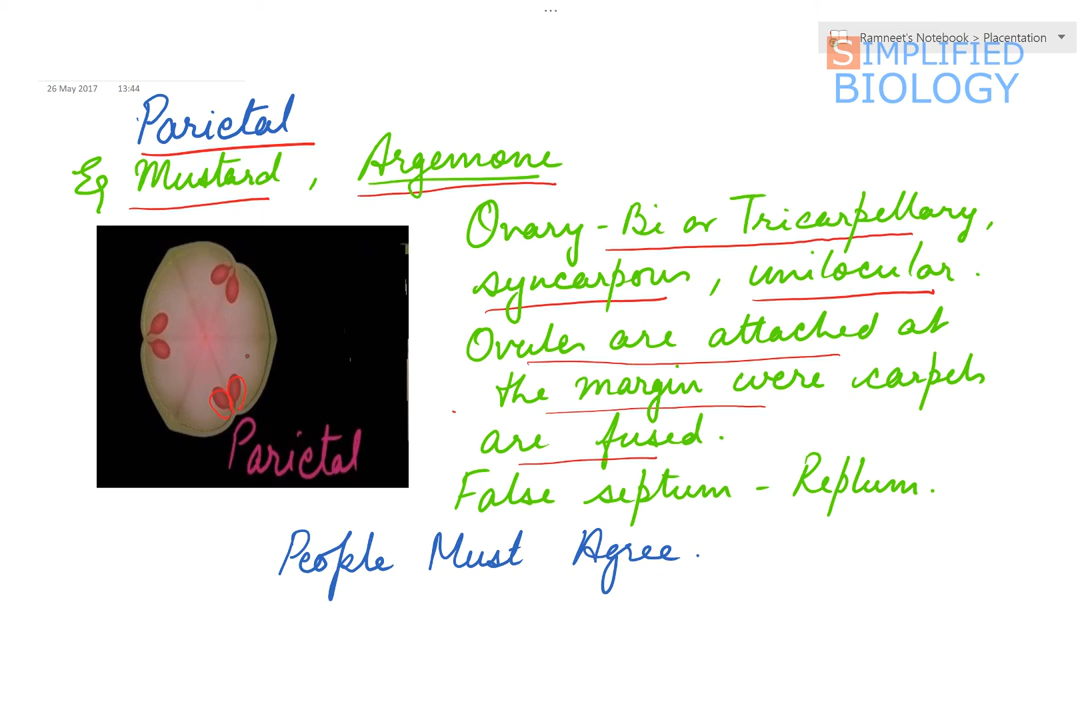 Ramneet's Notebook > Placentation
SIMPLIFIED
BIOLOGY
26 May 2017 13:44
Parietal
Eg Mustard, Argemone
Ovary - Bi or Tricarpellary,
syncarpous, unilocular.
Ovules are attached at
the margin were carpels
are fused.
Parietal
False septum - Replum.
People Must Agree.